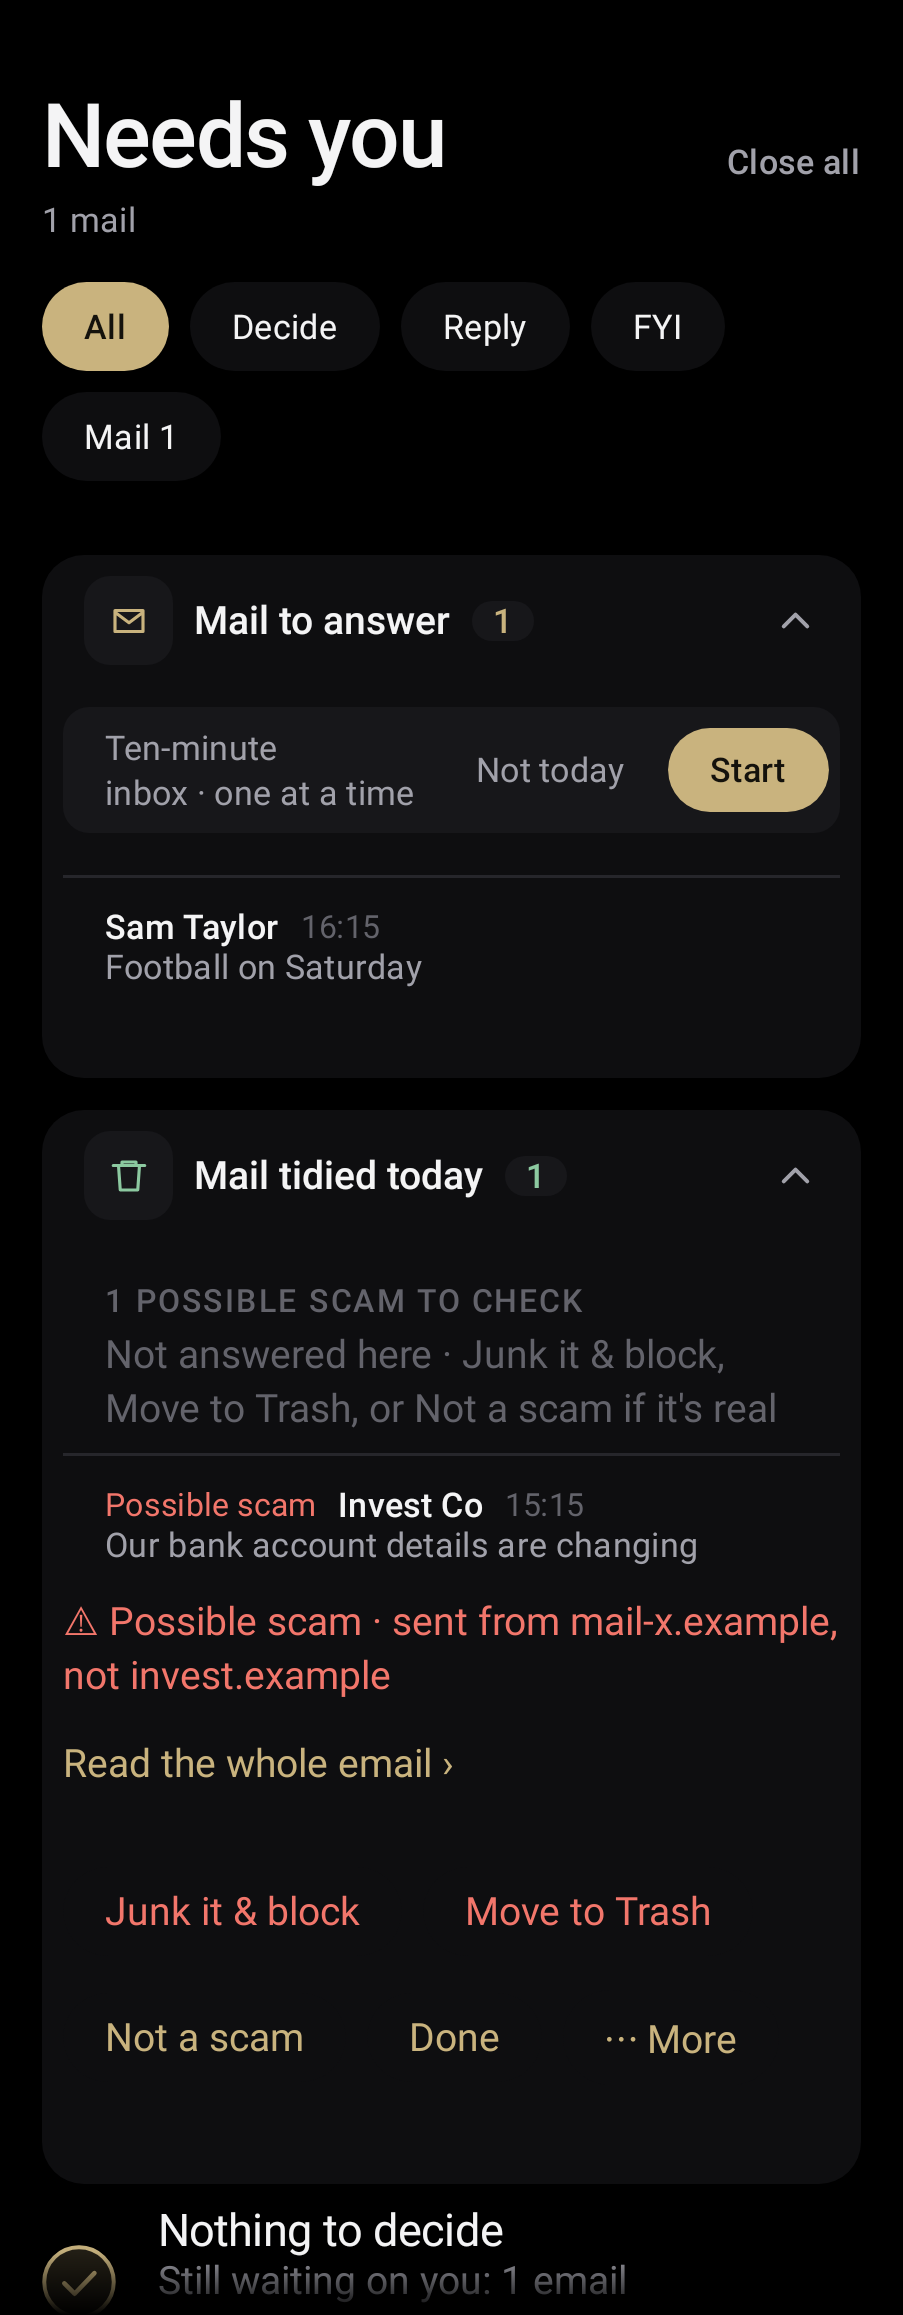 Needs you
Close all
1 mail
All
Decide
Reply
FYI
Mail 1
Mail to answer 1
Ten-minute
inbox · one at a time
Not today
Start
Sam Taylor 16:15
Football on Saturday
Mail tidied today 1
1 POSSIBLE SCAM TO CHECK
Not answered here · Junk it & block,
Move to Trash, or Not a scam if it's real
Possible scam Invest Co 15:15
Our bank account details are changing
⚠ Possible scam · sent from mail-x.example,
not invest.example
Read the whole email ›
Junk it & block
Move to Trash
Not a scam
Done
··· More
Nothing to decide
Still waiting on you: 1 email